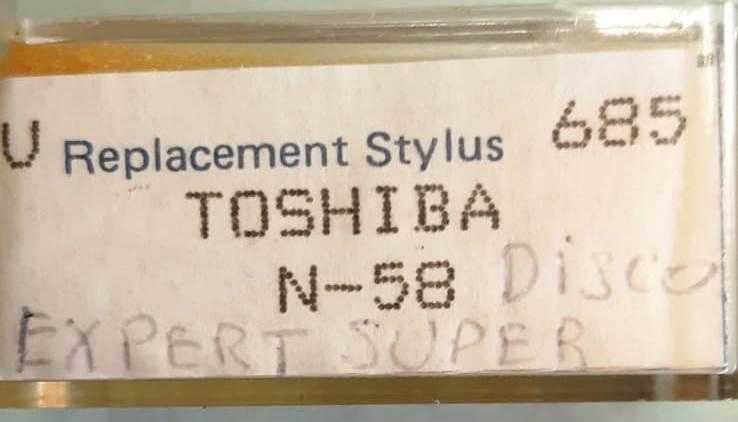 U Replacement Stylus 685
TOSHIBA
N-58 Disco
EXPERT SUPER